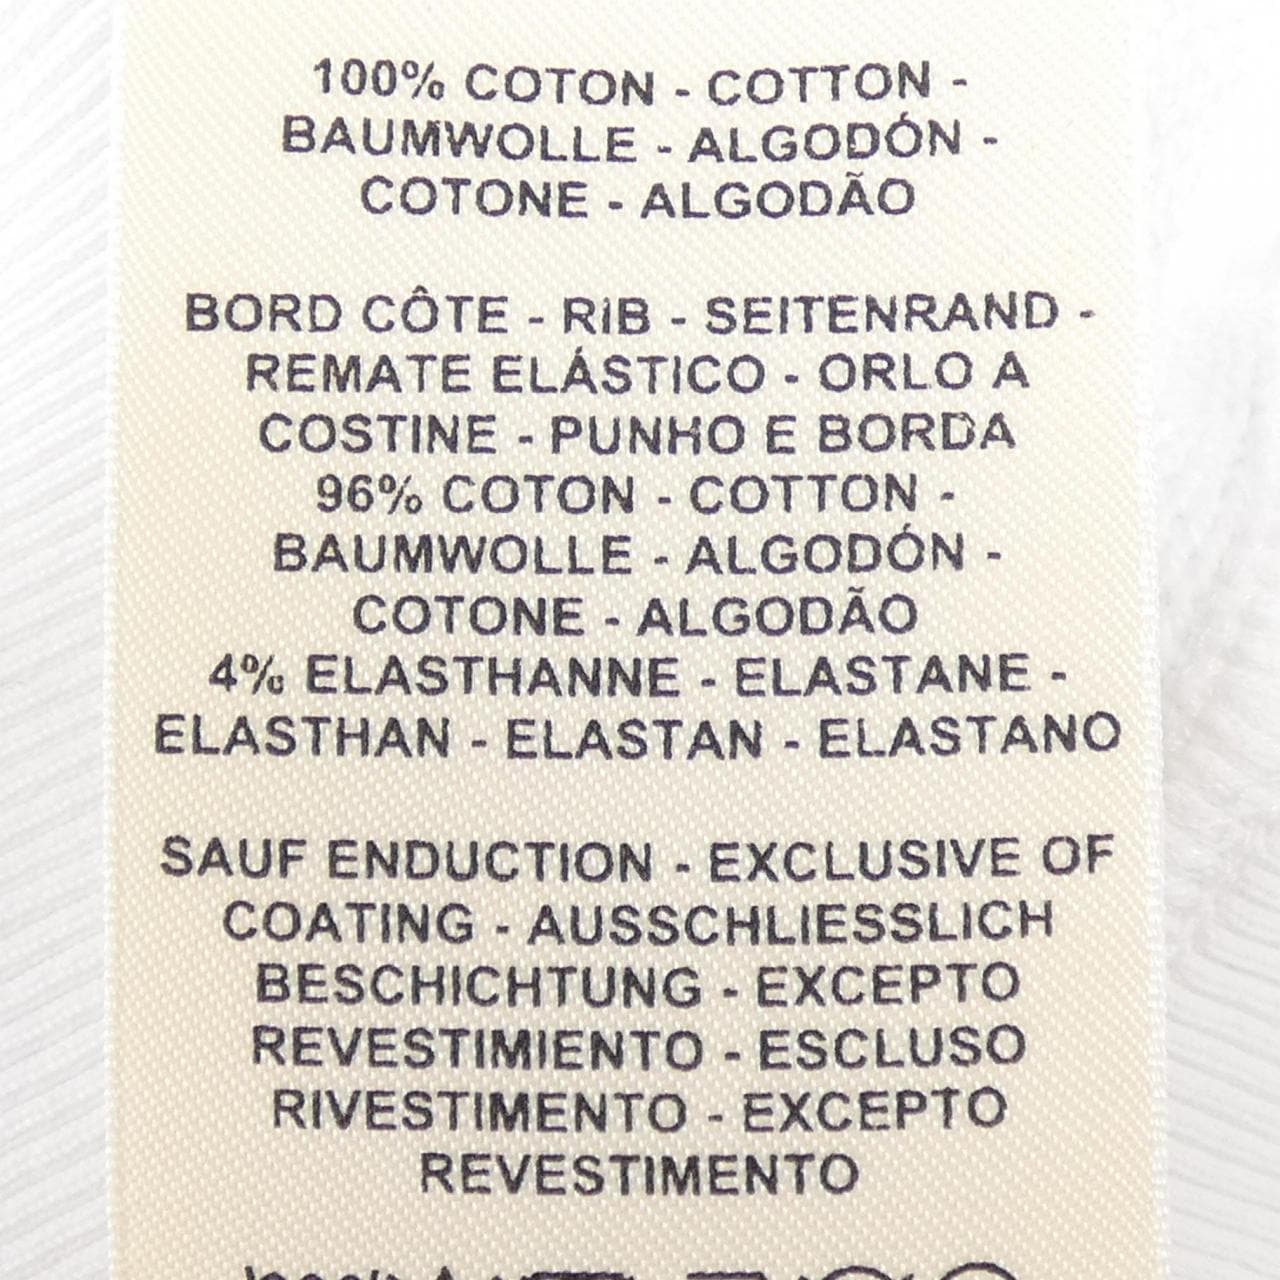 100% COTON - COTTON -
BAUMWOLLE - ALGODÓN -
COTONE - ALGODÃO
BORD CÔTE - RIB - SEITENRAND -
REMATE ELÁSTICO - ORLO A
COSTINE - PUNHO E BORDA
96% COTON - COTTON -
BAUMWOLLE - ALGODÓN -
COTONE - ALGODÃO
4% ELASTHANNE - ELASTANE -
ELASTHAN - ELASTAN - ELASTANO
SAUF ENDUCTION - EXCLUSIVE OF
COATING - AUSSCHLIESSLICH
BESCHICHTUNG - EXCEPTO
REVESTIMIENTO - ESCLUSO
RIVESTIMENTO - EXCEPTO
REVESTIMENTO